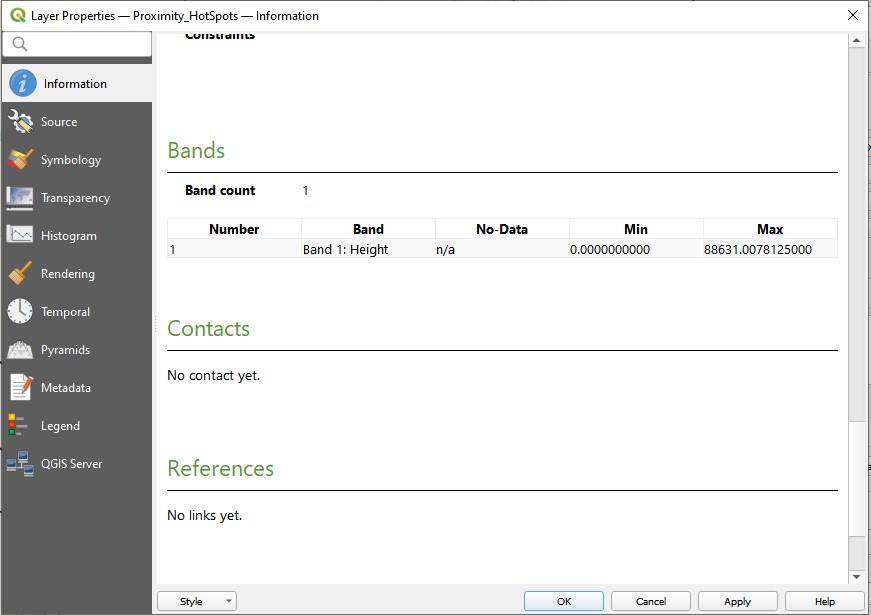 Layer Properties — Proximity_HotSpots — Information
Constraints
Information
Source
Symbology
Transparency
Histogram
Rendering
Temporal
Pyramids
Metadata
Legend
QGIS Server
Bands
Band count 1
Number Band No-Data Min Max
1 Band 1: Height n/a 0.0000000000 88631.0078125000
Contacts
No contact yet.
References
No links yet.
Style OK Cancel Apply Help